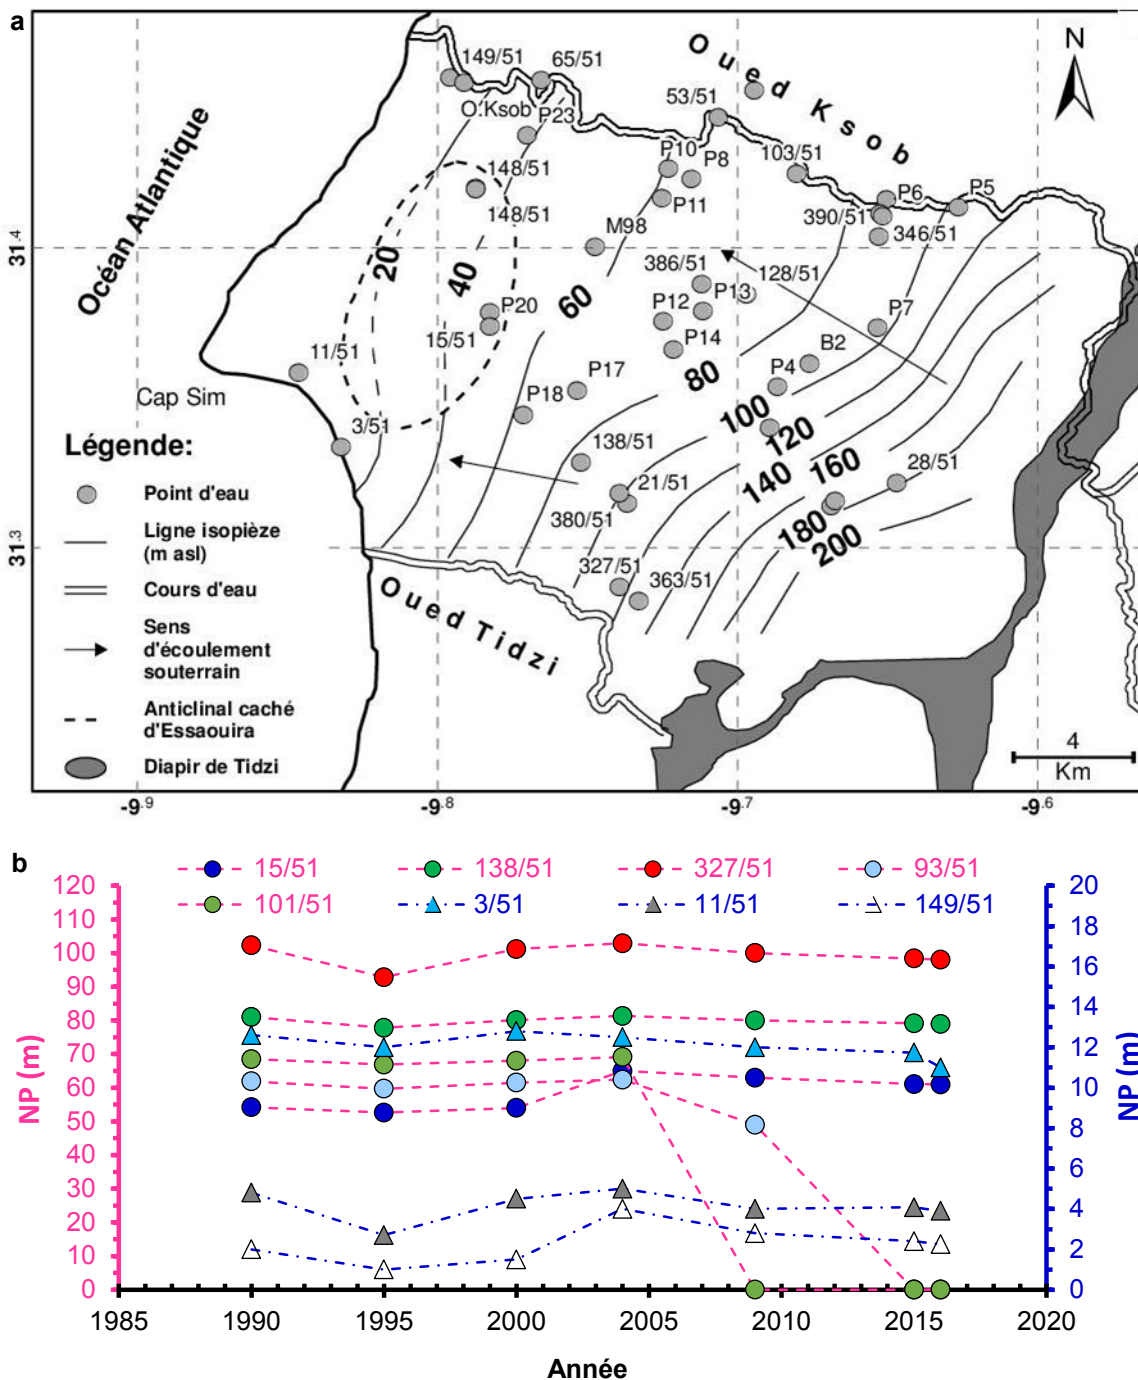 a
N
Oued Ksob
149/51
65/51
53/51
O.Ksob
P23
P10
P8
103/51
148/51
P11
P6
P5
390/51
346/51
148/51
M98
Océan Atlantique
31.4
20
40
60
386/51
128/51
P20
P12
P13
P7
15/51
P14
B2
11/51
80
P4
Cap Sim
P17
P18
100
3/51
120
138/51
140
160
28/51
21/51
380/51
180
200
31.3
327/51
363/51
Oued Tidzi
Légende:
Point d'eau
Ligne isopièze
(m asl)
Cours d'eau
Sens
d'écoulement
souterrain
Anticlinal caché
d'Essaouira
Diapir de Tidzi
4
Km
-9.9
-9.8
-9.7
-9.6
b
15/51
138/51
327/51
93/51
101/51
3/51
11/51
149/51
120
110
100
90
80
70
60
50
40
30
20
10
0
NP (m)
20
18
16
14
12
10
8
6
4
2
0
NP (m)
1985
1990
1995
2000
2005
2010
2015
2020
Année